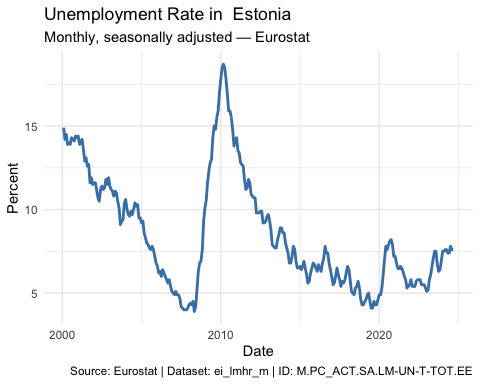 Unemployment Rate in  Estonia
Monthly, seasonally adjusted — Eurostat
Percent
15
10
5
2000
2010
2020
Date
Source: Eurostat | Dataset: ei_lmhr_m | ID: M.PC_ACT.SA.LM-UN-T-TOT.EE